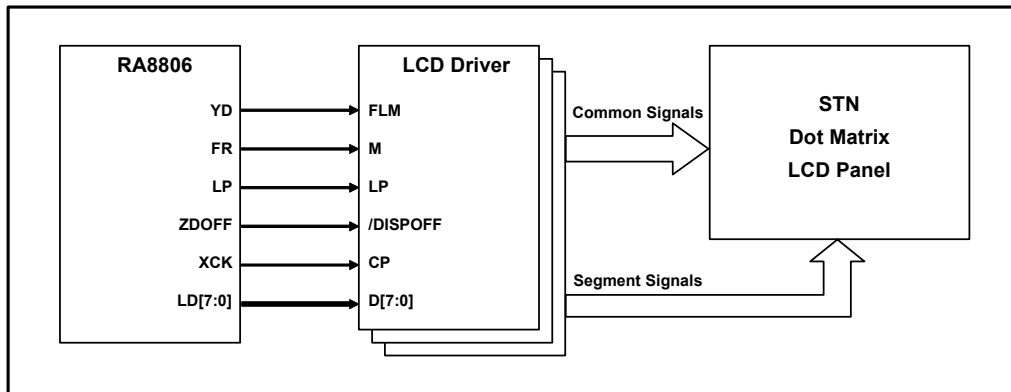 RA8806
YD
FR
LP
ZDOFF
XCK
LD[7:0]
LCD Driver
FLM
M
LP
/DISPOFF
CP
D[7:0]
Common Signals
Segment Signals
STN
Dot Matrix
LCD Panel